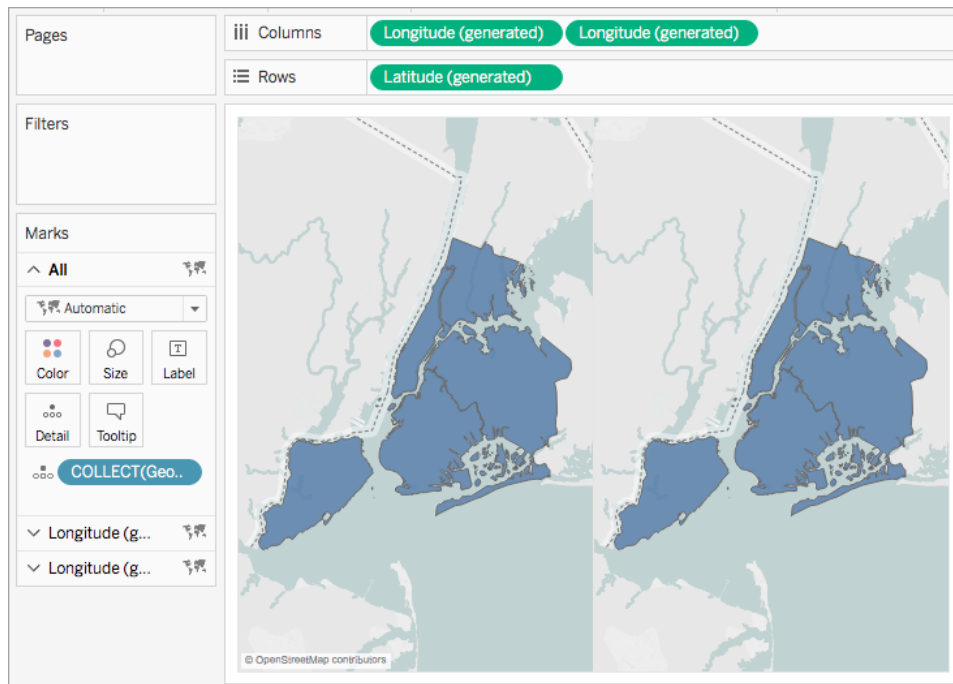 Pages
Columns
Longitude (generated)
Longitude (generated)
Rows
Latitude (generated)
Filters
Marks
All
Automatic
Color
Size
Label
T
Detail
Tooltip
COLLECT(Geo..
Longitude (g...
Longitude (g...
© OpenStreetMap contributors